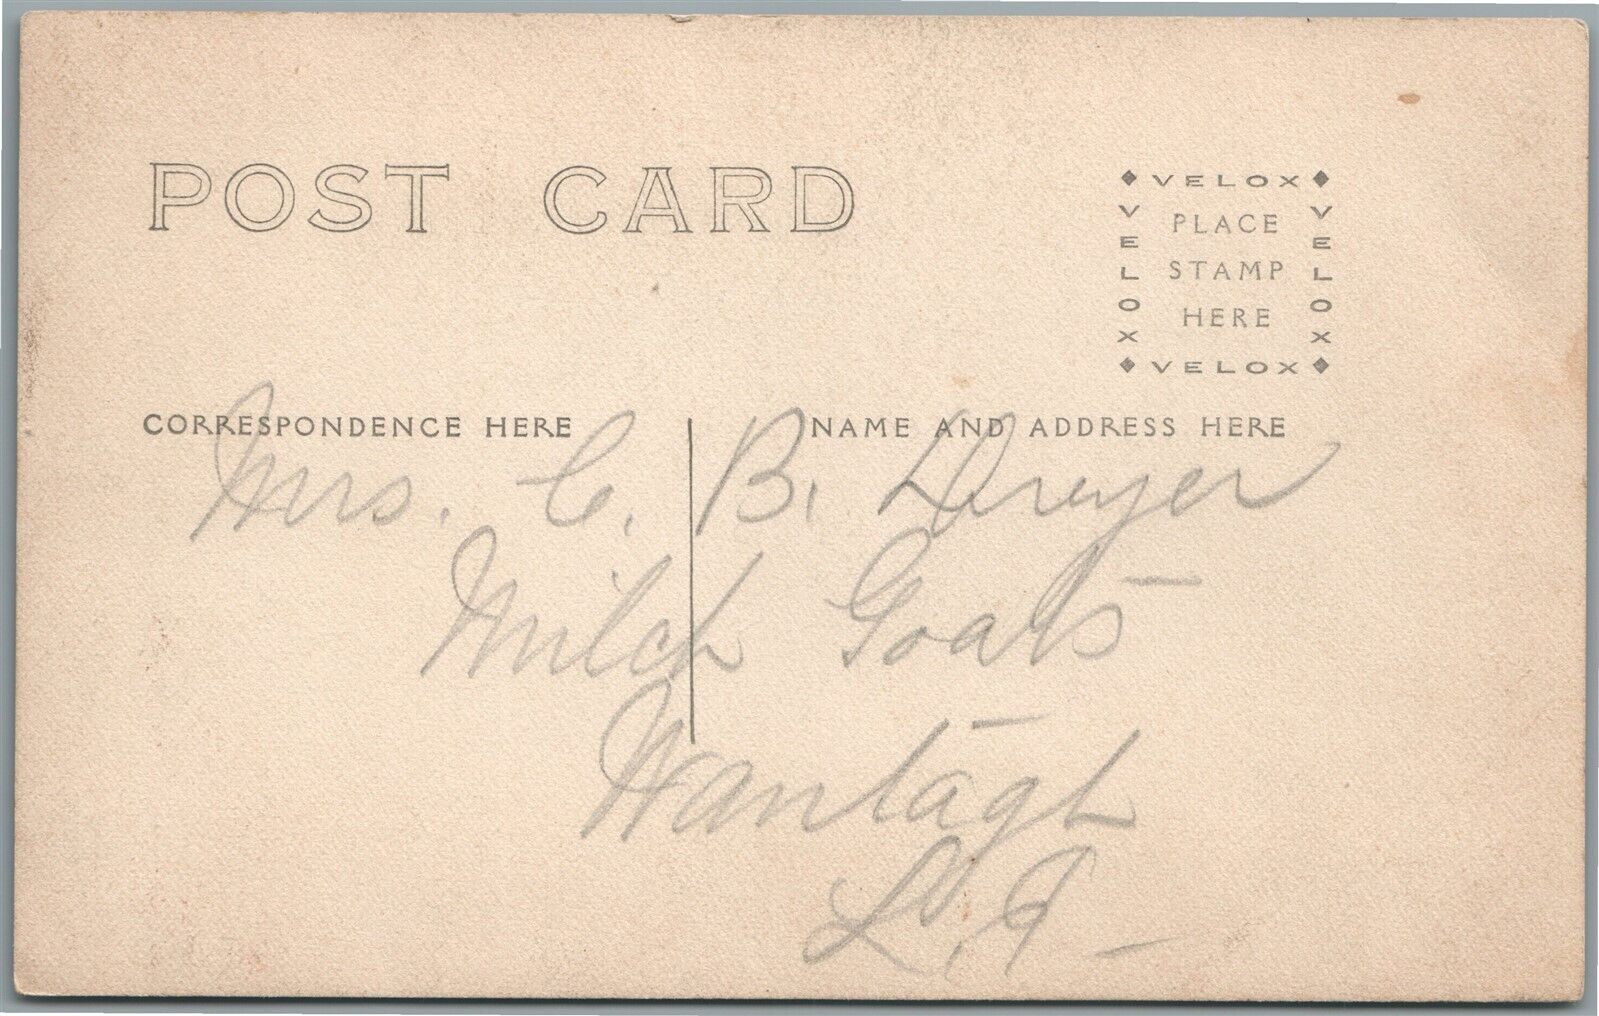 POST CARD
VELOX
VELOX
PLACE
STAMP
HERE
VELOX
VELOX
CORRESPONDENCE HERE
NAME AND ADDRESS HERE
Mrs. C. B. Dreyer
Milch Goats
Wantagh
L. I.